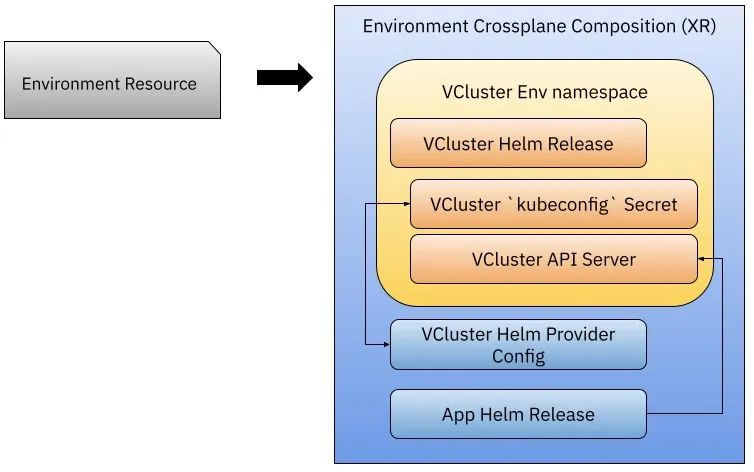 Environment Crossplane Composition (XR)
Environment Resource
VCluster Env namespace
VCluster Helm Release
VCluster `kubeconfig` Secret
VCluster API Server
VCluster Helm Provider
Config
App Helm Release